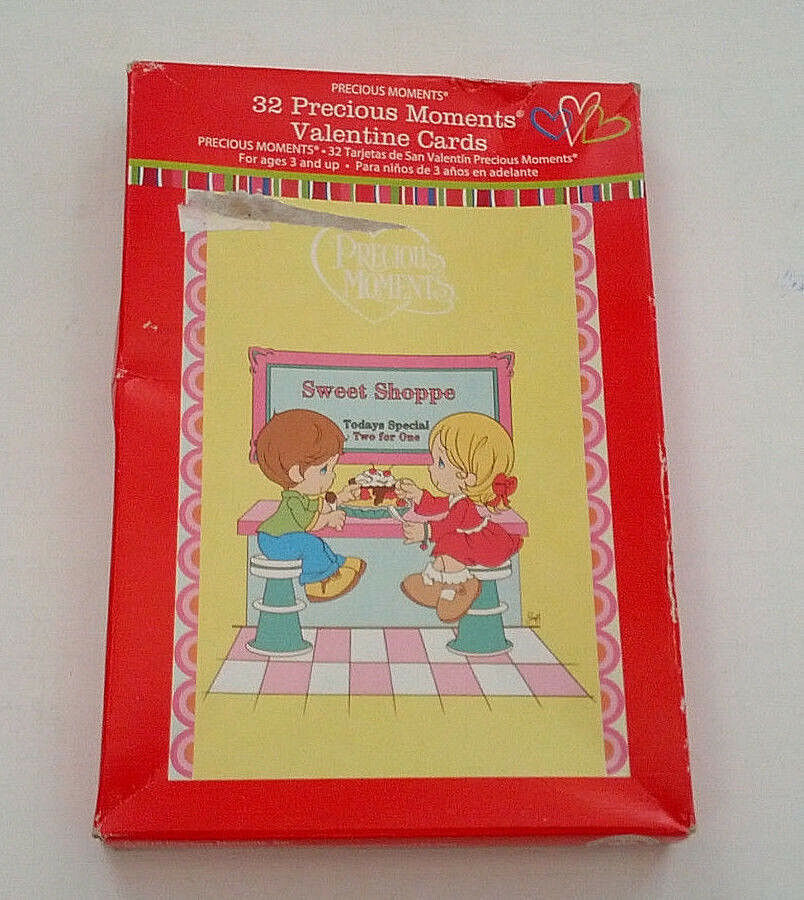 PRECIOUS MOMENTS®
32 Precious Moments®
Valentine Cards
PRECIOUS MOMENTS® • 32 Tarjetas de San Valentín Precious Moments®
For ages 3 and up • Para niños de 3 años en adelante
PRECIOUS
MOMENTS
Sweet Shoppe
Todays Special
Two for One